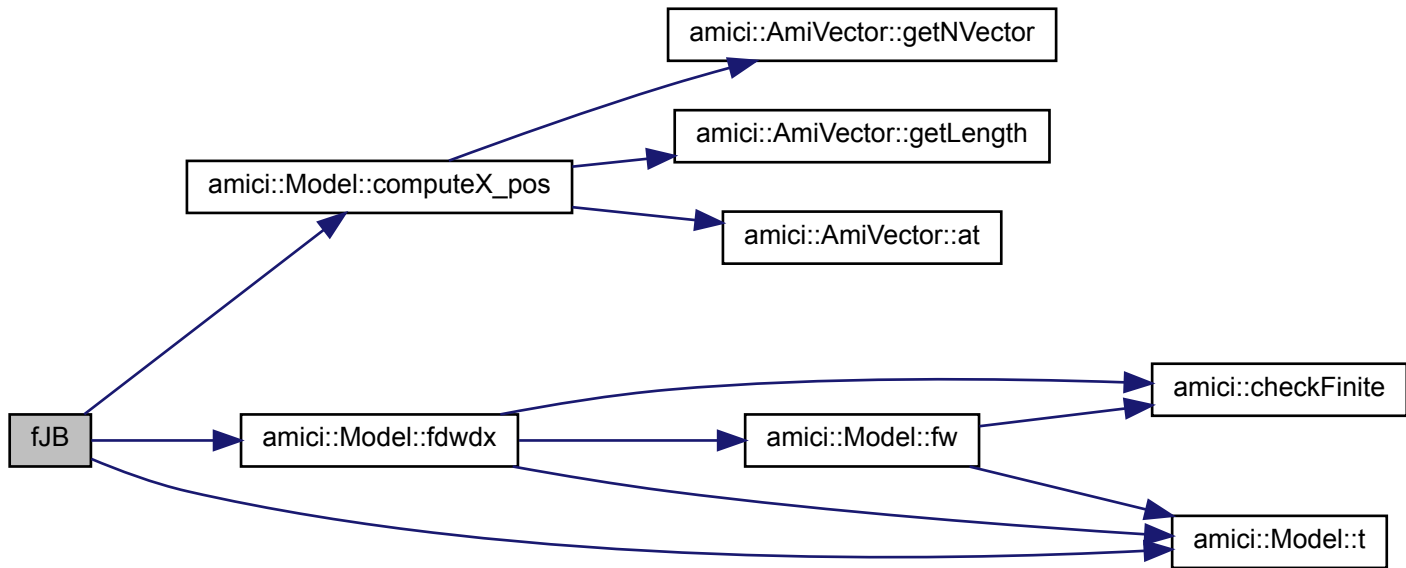 amici::AmiVector::getNVector
amici::AmiVector::getLength
amici::Model::computeX_pos
amici::AmiVector::at
amici::checkFinite
fJB
amici::Model::fdwdx
amici::Model::fw
amici::Model::t